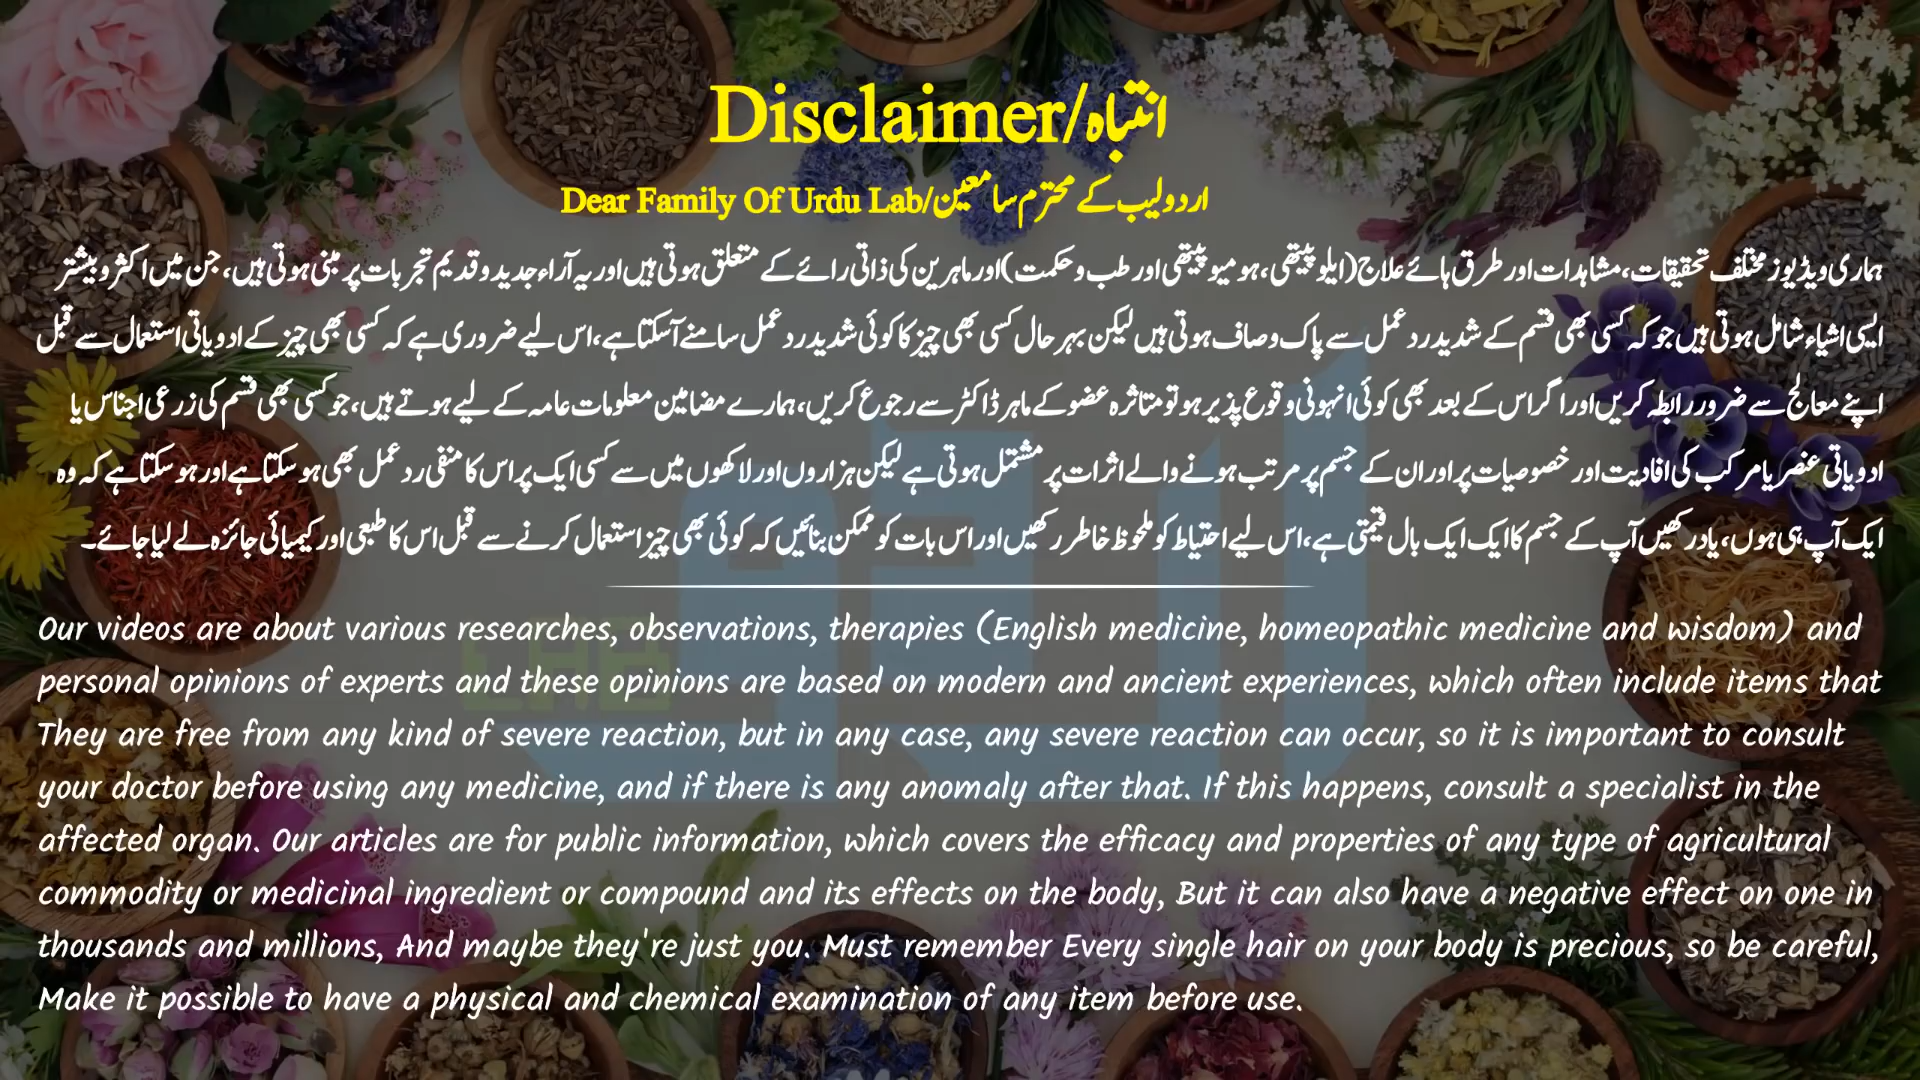 Disclaimer/انتباہ
Dear Family Of Urdu Lab/اردو لیب کے محترم سامعین
ہماری ویڈیوز مختلف تحقیقات، مشاہدات اور طرق ہائے علاج (ایلو پیتھی، ہومیو پیتھی اور طب و حکمت) اور ماہرین کی ذاتی رائے کے متعلق ہوتی ہیں اور یہ آراء جدید و قدیم تجربات پر مبنی ہوتی ہیں، جن میں اکثر و بیشتر
ایسی اشیاء شامل ہوتی ہیں جو کہ کسی بھی قسم کے شدید رد عمل سے پاک و صاف ہوتی ہیں لیکن بہر حال کسی بھی چیز کا کوئی شدید رد عمل سامنے آسکتا ہے، اس لیے ضروری ہے کہ کسی بھی چیز کے ادویاتی استعمال سے قبل
اپنے معالج سے ضرور رابطہ کریں اور اگر اس کے بعد بھی کوئی انہونی وقوع پذیر ہو تو متاثرہ عضو کے ماہر ڈاکٹر سے رجوع کریں، ہمارے مضامین معلومات عامہ کے لیے ہوتے ہیں، جو کسی بھی قسم کی زرعی اجناس یا
ادویاتی عنصر یا مرکب کی افادیت اور خصوصیات پر اور ان کے جسم پر مرتب ہونے والے اثرات پر مشتمل ہوتی ہے لیکن ہزاروں اور لاکھوں میں سے کسی ایک پر اس کا منفی رد عمل بھی ہو سکتا ہے اور ہو سکتا ہے کہ وہ
ایک آپ ہی ہوں، یاد رکھیں آپ کے جسم کا ایک ایک بال قیمتی ہے، اس لیے احتیاط کو ملحوظ خاطر رکھیں اور اس بات کو ممکن بنائیں کہ کوئی بھی چیز استعمال کرنے سے قبل اس کا طبعی اور کیمیائی جائزہ لے لیا جائے۔
Our videos are about various researches, observations, therapies (English medicine, homeopathic medicine and wisdom) and
personal opinions of experts and these opinions are based on modern and ancient experiences, which often include items that
They are free from any kind of severe reaction, but in any case, any severe reaction can occur, so it is important to consult
your doctor before using any medicine, and if there is any anomaly after that. If this happens, consult a specialist in the
affected organ. Our articles are for public information, which covers the efficacy and properties of any type of agricultural
commodity or medicinal ingredient or compound and its effects on the body, But it can also have a negative effect on one in
thousands and millions, And maybe they're just you. Must remember Every single hair on your body is precious, so be careful,
Make it possible to have a physical and chemical examination of any item before use.
اردو
LAB